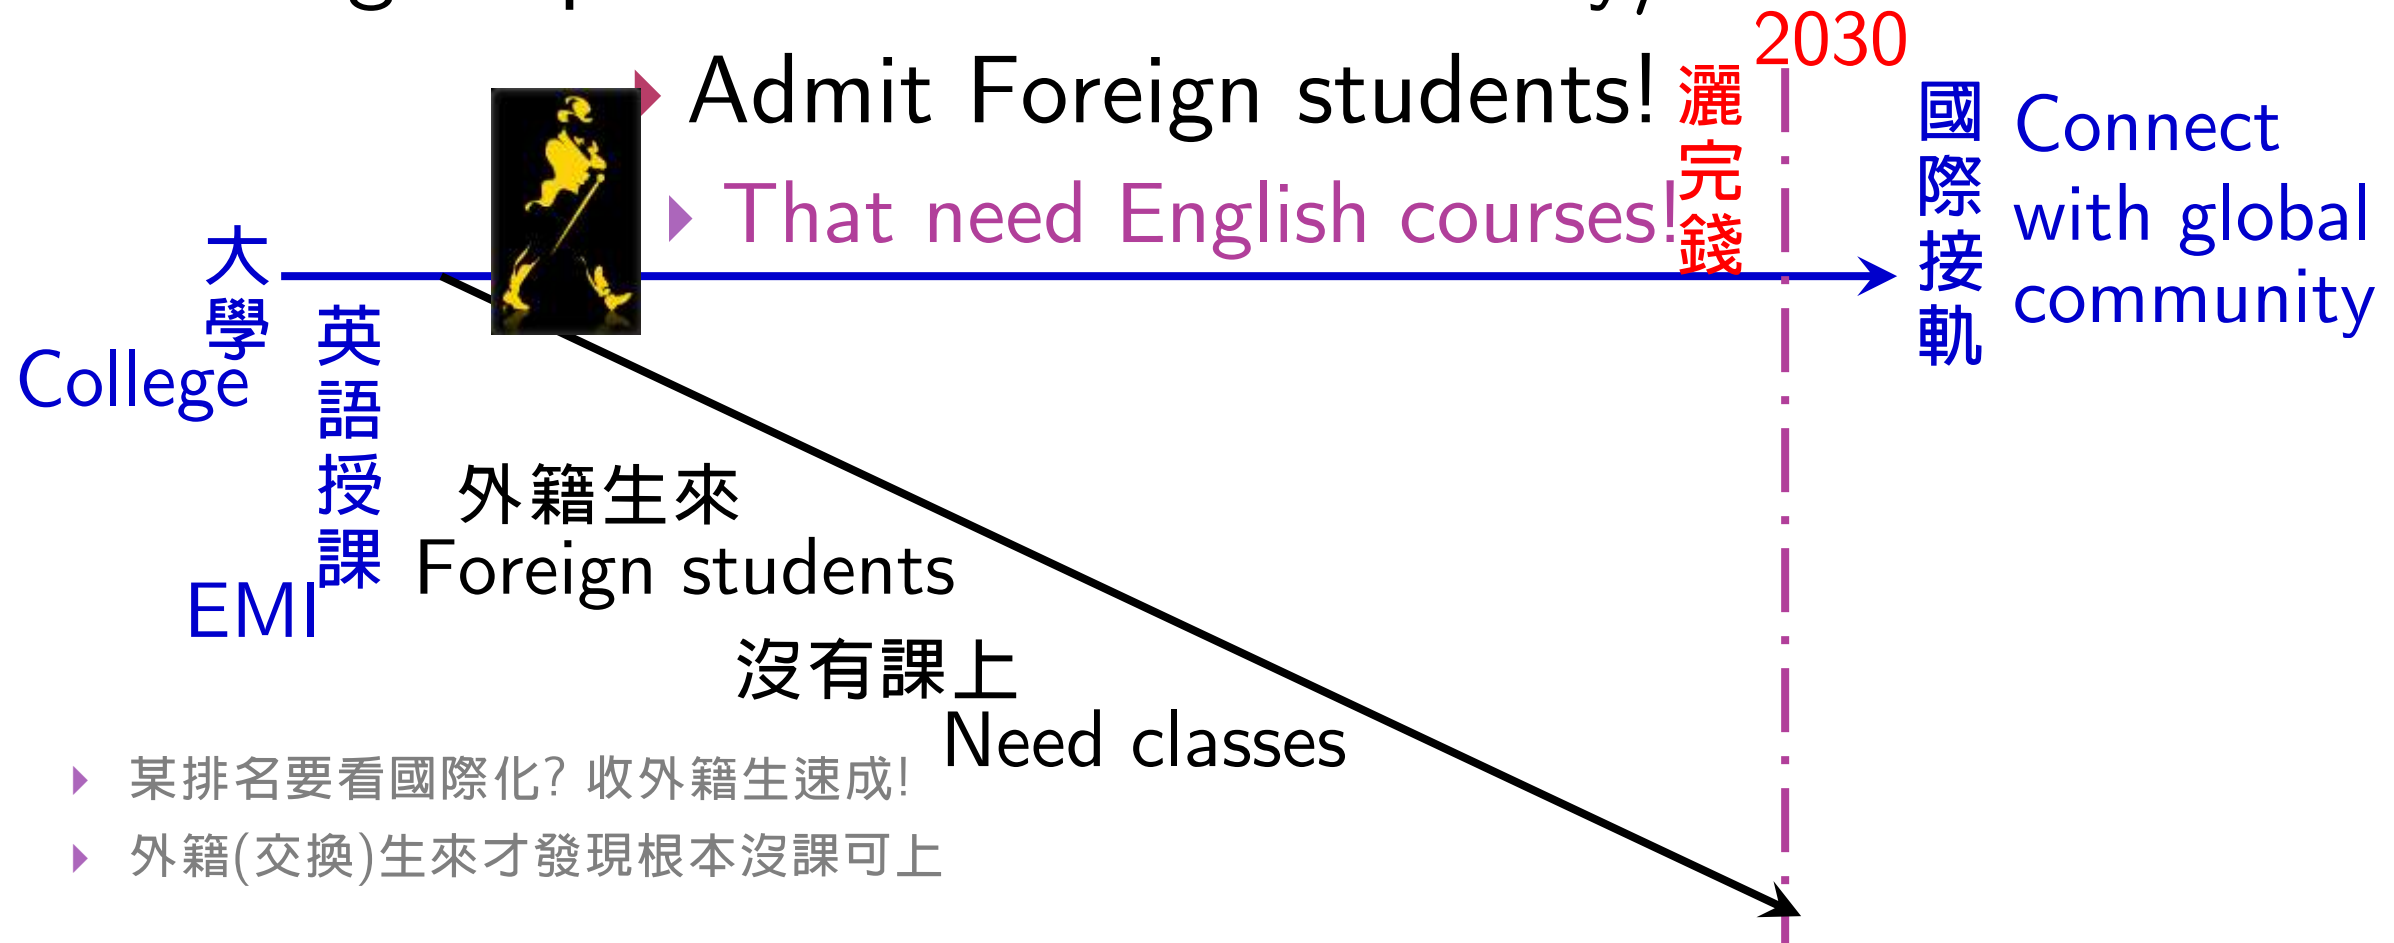 2030
Admit Foreign students!
That need English courses!
灑完錢
國際接軌
Connect
with global
community
大學
College
英語授課
EMI
外籍生來
Foreign students
沒有課上
Need classes
某排名要看國際化? 收外籍生速成!
外籍(交換)生來才發現根本沒課可上